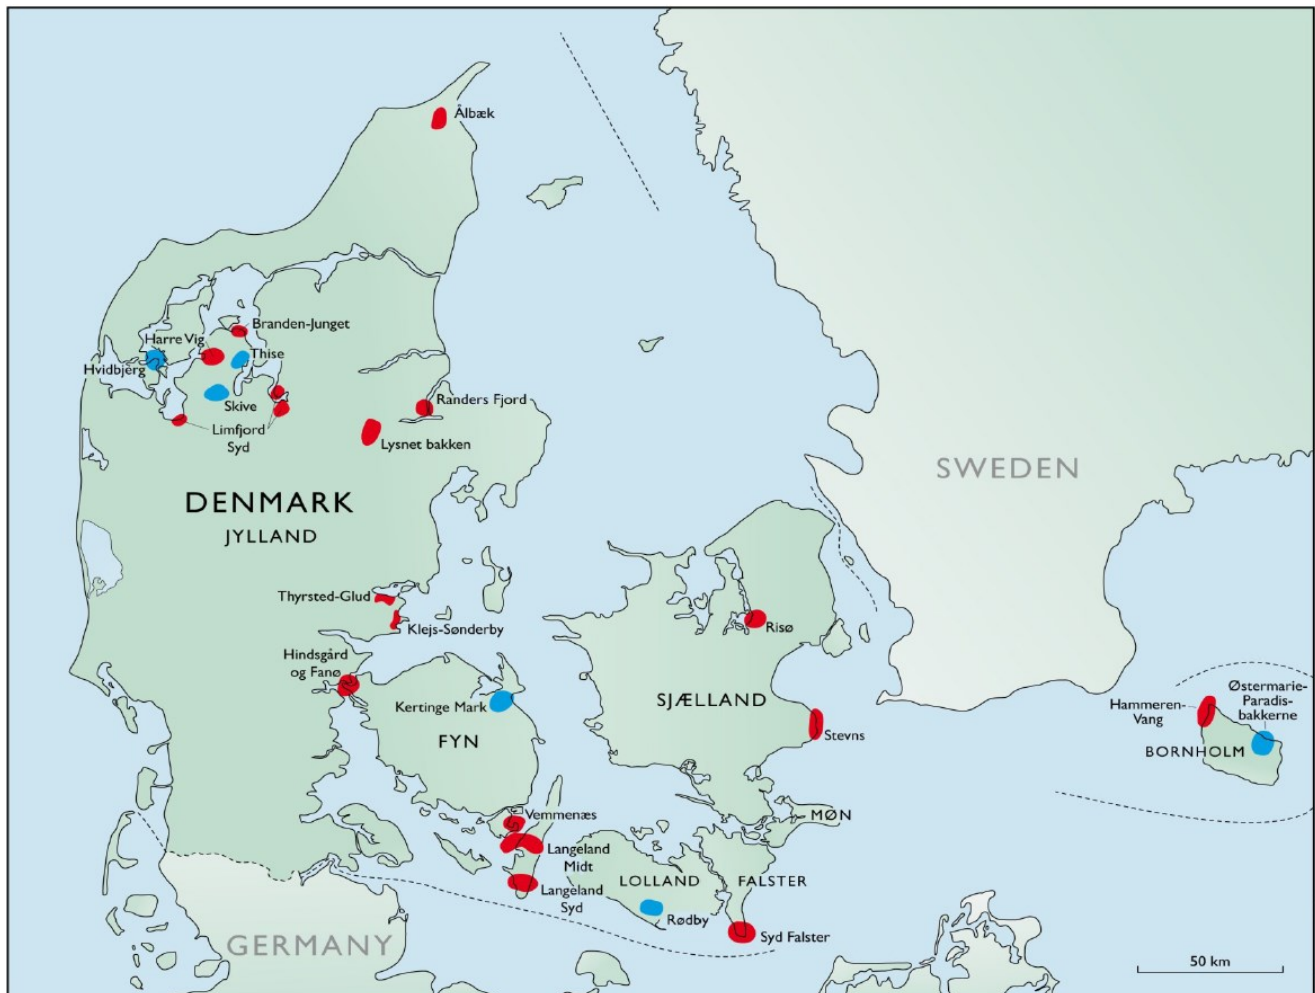 Ålbæk
Branden-Junget
Harre Vig
Thise
Hvidbjerg
Skive
Limfjord
Syd
Randers Fjord
Lysnet bakken
SWEDEN
DENMARK
JYLLAND
Thyrsted-Glud
Klejs-Sønderby
Risø
Hindsgård
og Fanø
Kertinge Mark
FYN
SJÆLLAND
Stevns
Hammeren-
Vang
Østermarie-
Paradis-
bakkerne
BORNHOLM
Vemmenæs
MØN
Langeland
Midt
LOLLAND
FALSTER
Langeland
Syd
Rødby
Syd Falster
GERMANY
50 km